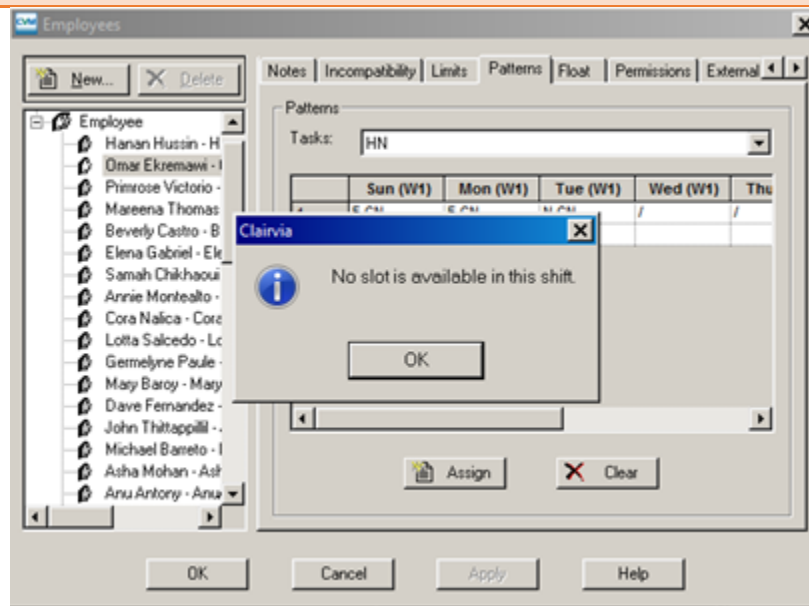 Employees
New...
Delete
Notes
Incompatibility
Limits
Patterns
Float
Permissions
External
Employee
Hanan Hussin - H
Omar Ekremawi -
Primrose Victorio -
Mareena Thomas
Beverly Castro - B
Elena Gabriel - Ele
Samah Chikhaoui
Annie Montealto -
Cora Nalica - Cora
Lotta Salcedo - Lo
Germelyne Paule -
Mary Baroy - Mary
Dave Fernandez -
John Thittappillil -
Michael Barreto -
Asha Mohan - Ash
Anu Antony - Anu
Patterns
Tasks:
HN
Sun (W1) Mon (W1) Tue (W1) Wed (W1) Thu
/ /
Clairvia
No slot is available in this shift.
OK
Assign
Clear
OK
Cancel
Apply
Help